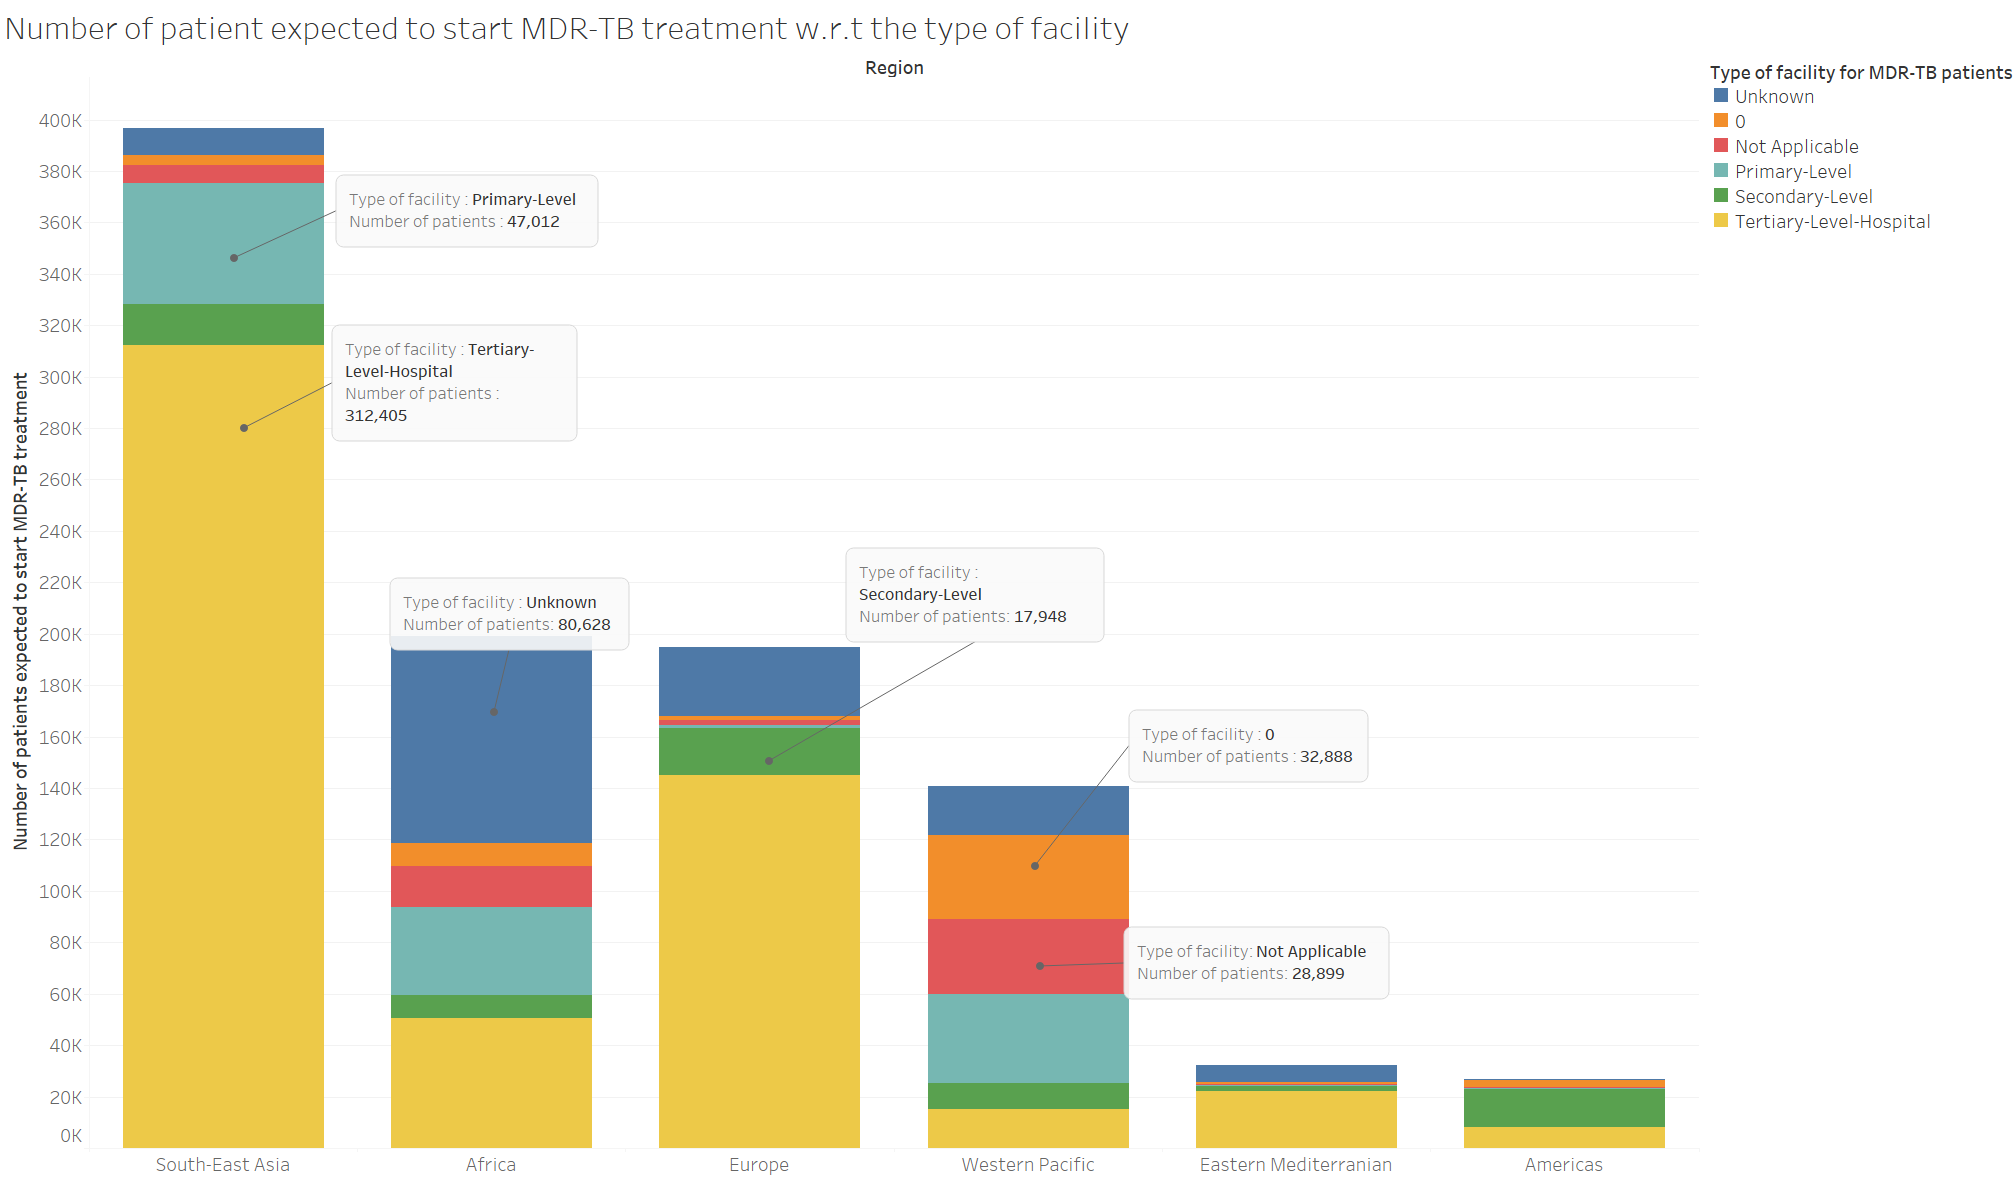 Number of patient expected to start MDR-TB treatment w.r.t the type of facility
Region
Type of facility for MDR-TB patients
Unknown
0
Not Applicable
Primary-Level
Secondary-Level
Tertiary-Level-Hospital
Number of patients expected to start MDR-TB treatment
400K
380K
360K
340K
320K
300K
280K
260K
240K
220K
200K
180K
160K
140K
120K
100K
80K
60K
40K
20K
0K
Type of facility : Primary-Level
Number of patients : 47,012
Type of facility : Tertiary-
Level-Hospital
Number of patients :
312,405
Type of facility : Unknown
Number of patients: 80,628
Type of facility :
Secondary-Level
Number of patients: 17,948
Type of facility : 0
Number of patients : 32,888
Type of facility: Not Applicable
Number of patients: 28,899
South-East Asia
Africa
Europe
Western Pacific
Eastern Mediterranian
Americas